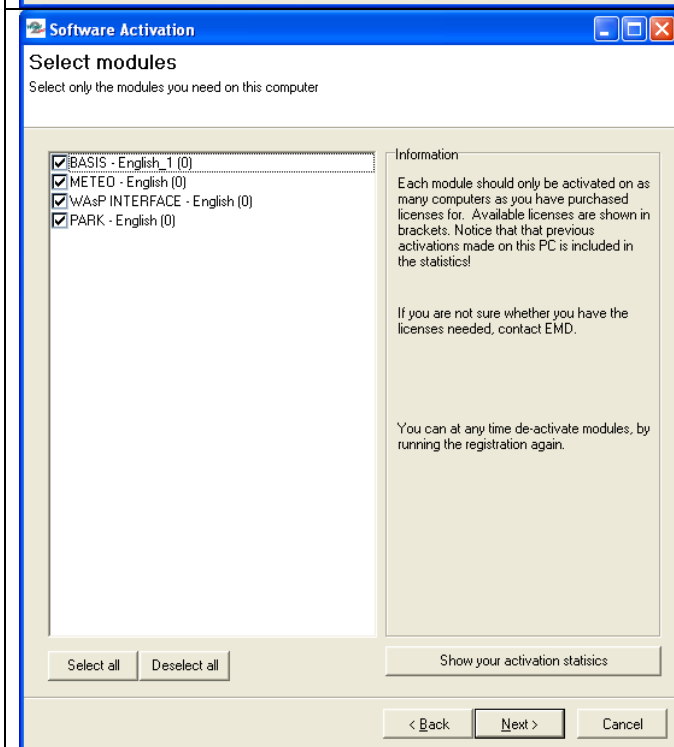 Software Activation
Select modules
Select only the modules you need on this computer
BASIS - English_1 (0)
METEO - English (0)
WAsP INTERFACE - English (0)
PARK - English (0)
Information
Each module should only be activated on as
many computers as you have purchased
licenses for.  Available licenses are shown in
brackets. Notice that that previous
activations made on this PC is included in
the statistics!
If you are not sure whether you have the
licenses needed, contact EMD.
You can at any time de-activate modules, by
running the registration again.
Select all
Deselect all
Show your activation statisics
< Back
Next >
Cancel